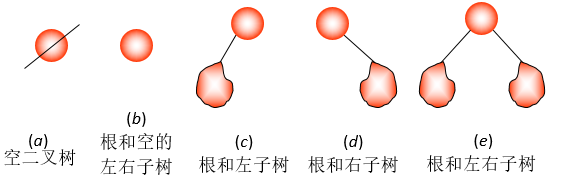 (a)
空二叉树
(b)
根和空的
左右子树
(c)
根和左子树
(d)
根和右子树
(e)
根和左右子树